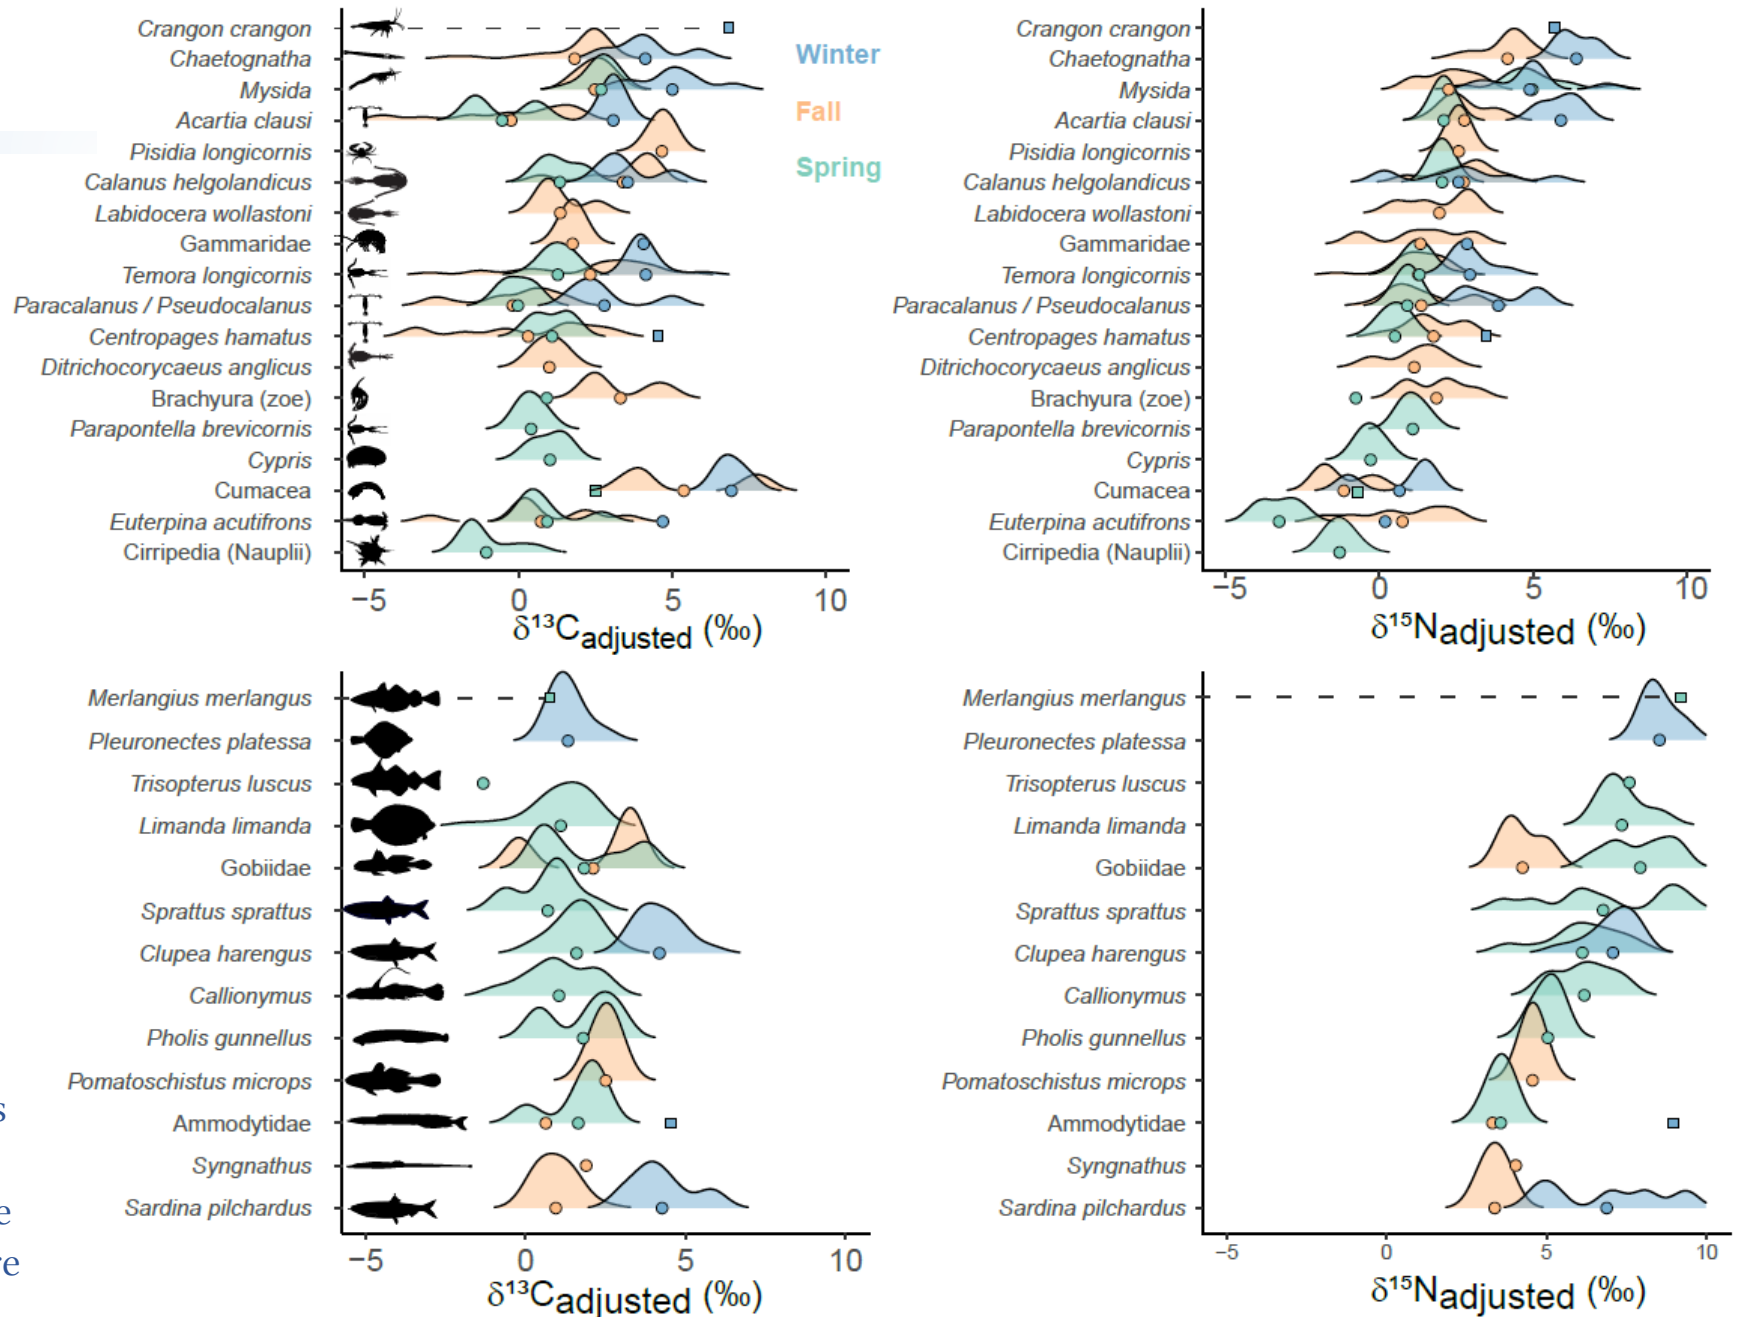 Crangon crangon
Chaetognatha
Mysida
Acartia clausi
Pisidia longicornis
Calanus helgolandicus
Labidocera wollastoni
Gammaridae
Temora longicornis
Paracalanus / Pseudocalanus
Centropages hamatus
Ditrichocorycaeus anglicus
Brachyura (zoe)
Parapontella brevicornis
Cypris
Cumacea
Euterpina acutifrons
Cirripedia (Nauplii)
−5 0 5 10
δ¹³Cadjusted (‰)
Winter
Fall
Spring
Crangon crangon
Chaetognatha
Mysida
Acartia clausi
Pisidia longicornis
Calanus helgolandicus
Labidocera wollastoni
Gammaridae
Temora longicornis
Paracalanus / Pseudocalanus
Centropages hamatus
Ditrichocorycaeus anglicus
Brachyura (zoe)
Parapontella brevicornis
Cypris
Cumacea
Euterpina acutifrons
Cirripedia (Nauplii)
−5 0 5 10
δ¹⁵Nadjusted (‰)
Merlangius merlangus
Pleuronectes platessa
Trisopterus luscus
Limanda limanda
Gobiidae
Sprattus sprattus
Clupea harengus
Callionymus
Pholis gunnellus
Pomatoschistus microps
Ammodytidae
Syngnathus
Sardina pilchardus
−5 0 5 10
δ¹³Cadjusted (‰)
Merlangius merlangus
Pleuronectes platessa
Trisopterus luscus
Limanda limanda
Gobiidae
Sprattus sprattus
Clupea harengus
Callionymus
Pholis gunnellus
Pomatoschistus microps
Ammodytidae
Syngnathus
Sardina pilchardus
−5 0 5 10
δ¹⁵Nadjusted (‰)